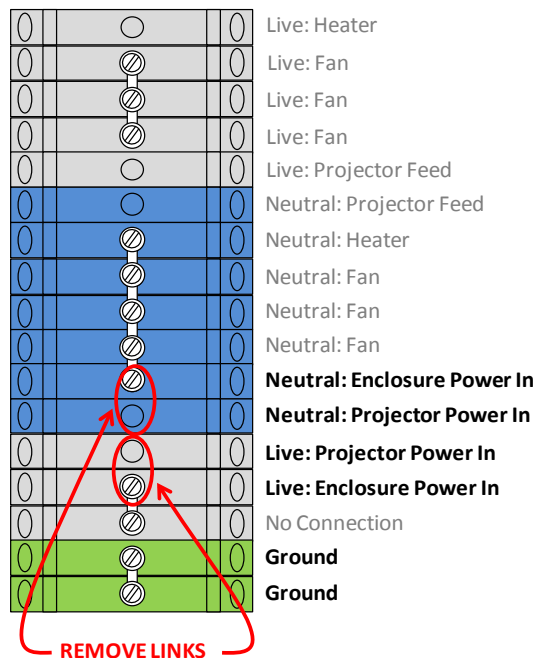 Live: Heater
Live: Fan
Live: Fan
Live: Fan
Live: Projector Feed
Neutral: Projector Feed
Neutral: Heater
Neutral: Fan
Neutral: Fan
Neutral: Fan
Neutral: Enclosure Power In
Neutral: Projector Power In
Live: Projector Power In
Live: Enclosure Power In
No Connection
Ground
Ground
REMOVE LINKS